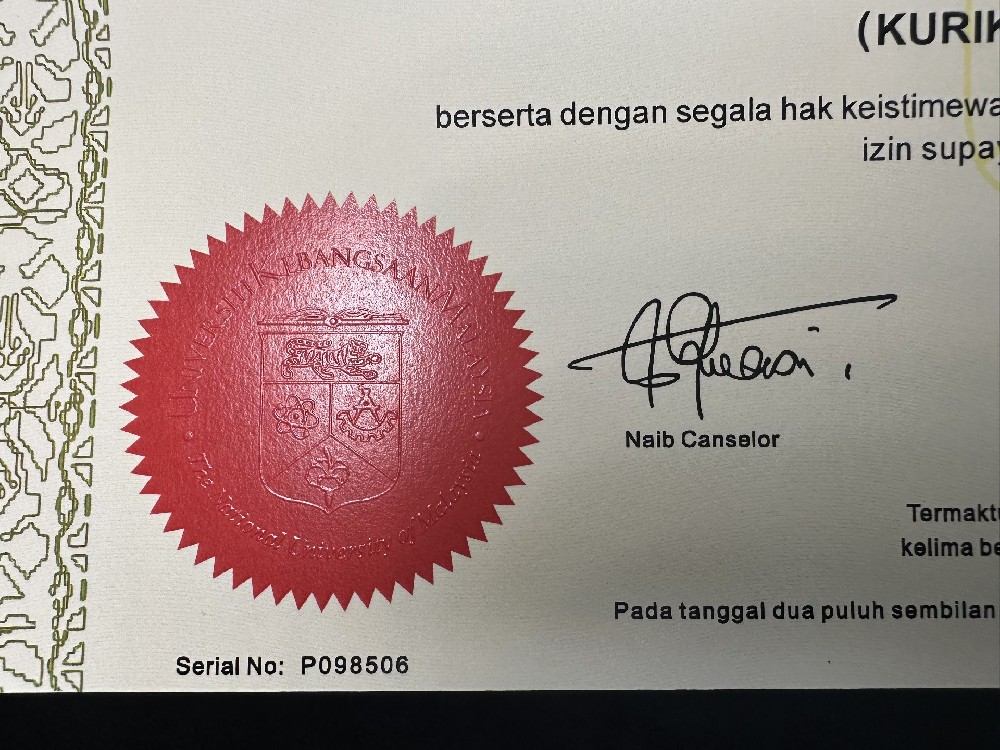 (KURIK
berserta dengan segala hak keistimewa
izin supay
UNIVERSITI KEBANGSAAN MALAYSIA
The National University of Malaysia
Naib Canselor
Termaktu
kelima be
Pada tanggal dua puluh sembilan
Serial No: P098506